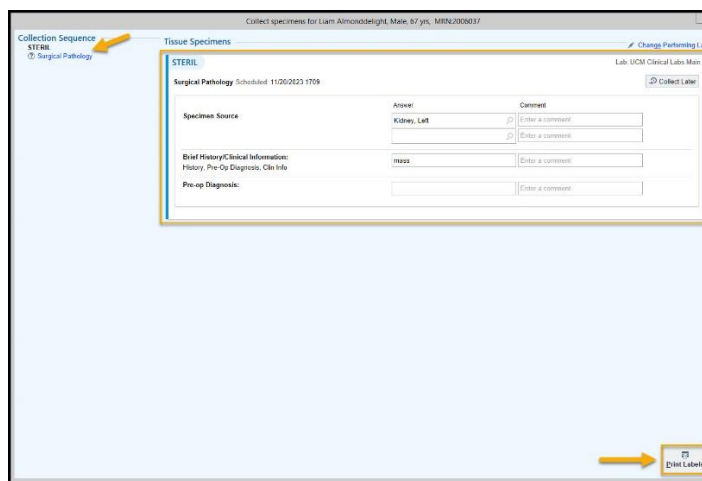 Collect specimens for Liam Almonddelight, Male, 67 yrs, MRN:2006037
Collection Sequence
STERIL
Surgical Pathology
Tissue Specimens
Change Performing La
STERIL
Lab: UCM Clinical Labs Main
Surgical Pathology Scheduled 11/20/2023 1709
Collect Later
Answer Comment
Specimen Source Kidney, Left Enter a comment
Enter a comment
Brief History/Clinical Information: mass Enter a comment
History, Pre-Op Diagnosis, Clin Info
Pre-op Diagnosis: Enter a comment
Print Labels